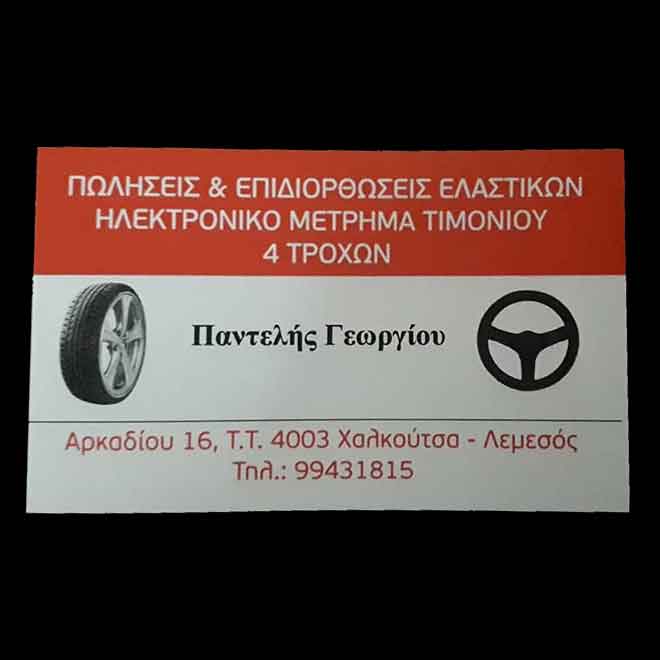 ΠΩΛΗΣΕΙΣ & ΕΠΙΔΙΟΡΘΩΣΕΙΣ ΕΛΑΣΤΙΚΩΝ
ΗΛΕΚΤΡΟΝΙΚΟ ΜΕΤΡΗΜΑ ΤΙΜΟΝΙΟΥ
4 ΤΡΟΧΩΝ
Παντελής Γεωργίου
Αρκαδίου 16, Τ.Τ. 4003 Χαλκούτσα - Λεμεσός
Τηλ.: 99431815